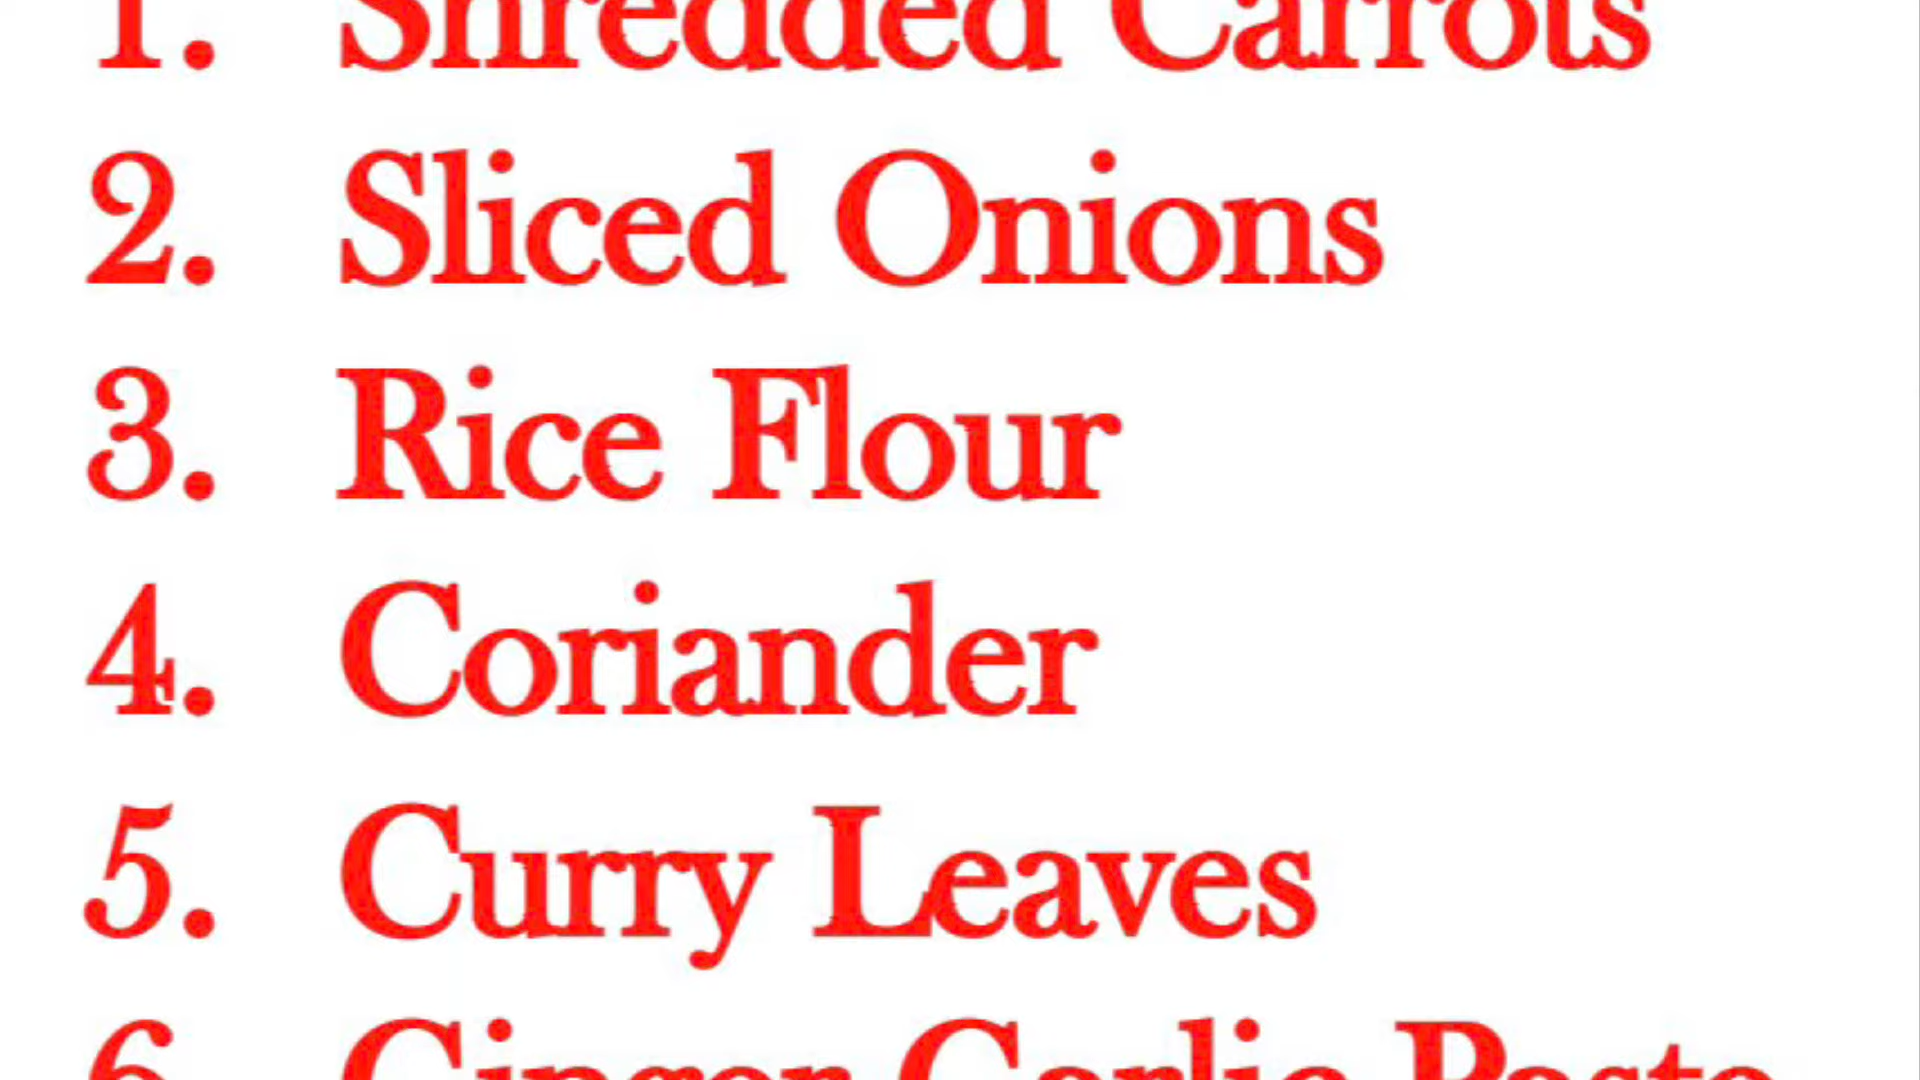 1. Shredded Carrots
2. Sliced Onions
3. Rice Flour
4. Coriander
5. Curry Leaves
6. Ginger Garlic Paste